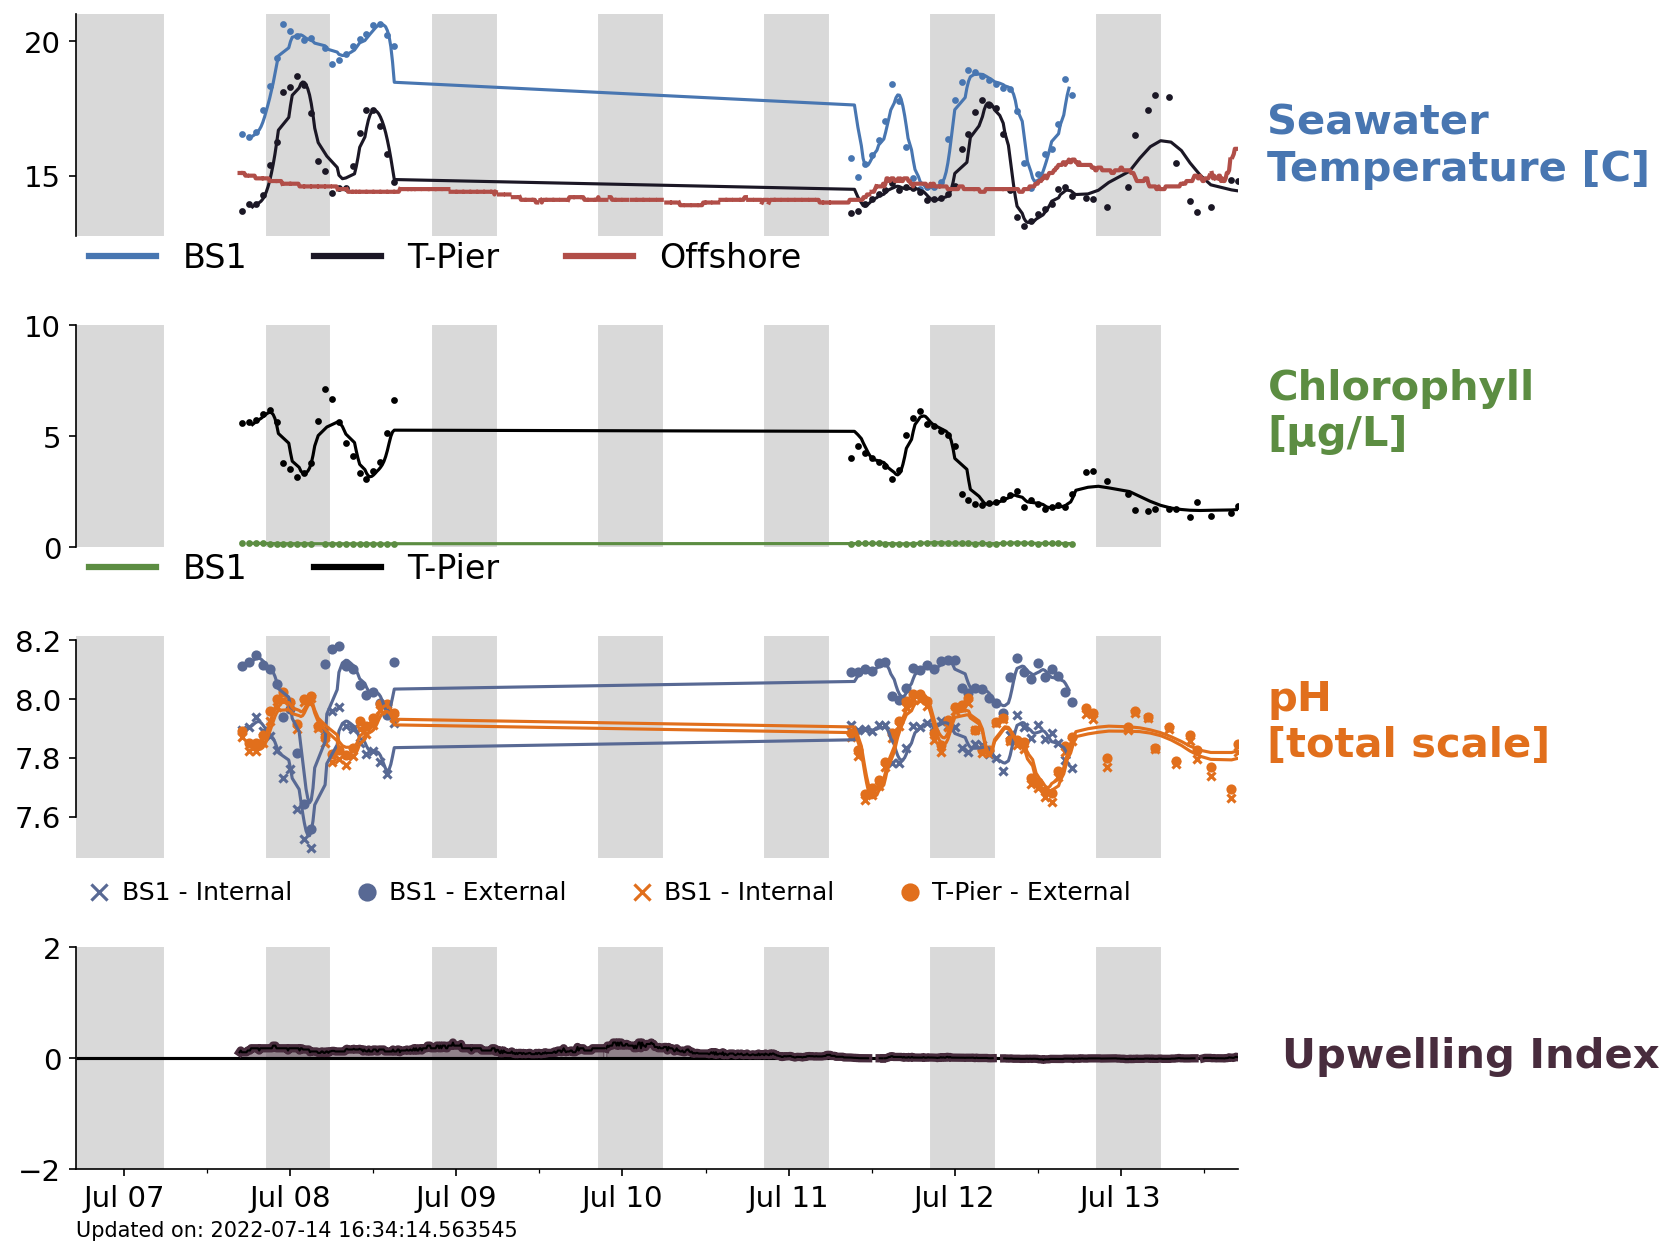 20
15
Seawater
Temperature [C]
BS1
T-Pier
Offshore
10
5
0
Chlorophyll
[µg/L]
BS1
T-Pier
8.2
8.0
7.8
7.6
pH
[total scale]
BS1 - Internal
BS1 - External
BS1 - Internal
T-Pier - External
2
0
−2
Upwelling Index
Jul 07
Jul 08
Jul 09
Jul 10
Jul 11
Jul 12
Jul 13
Updated on: 2022-07-14 16:34:14.563545